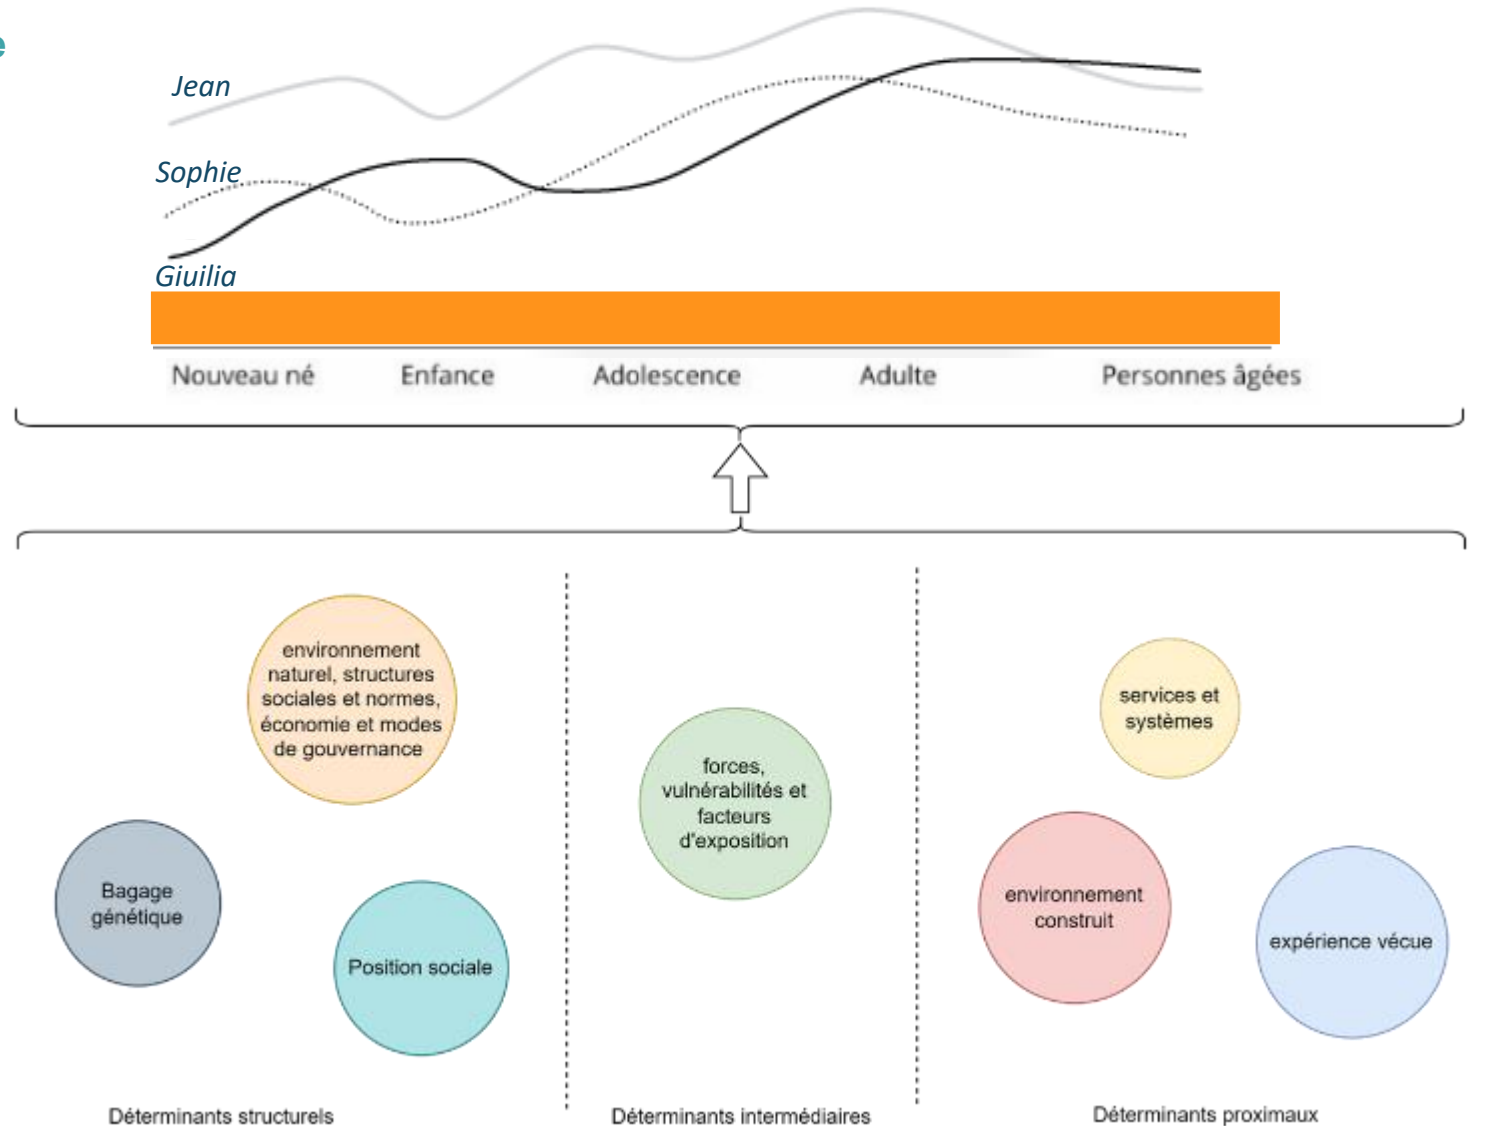 e
Jean
Sophie
Giuilia
Nouveau né Enfance Adolescence Adulte Personnes âgées
environnement
naturel, structures
sociales et normes,
économie et modes
de gouvernance
Bagage
génétique
Position sociale
forces,
vulnérabilités et
facteurs
d'exposition
services et
systèmes
environnement
construit
expérience vécue
Déterminants structurels Déterminants intermédiaires Déterminants proximaux